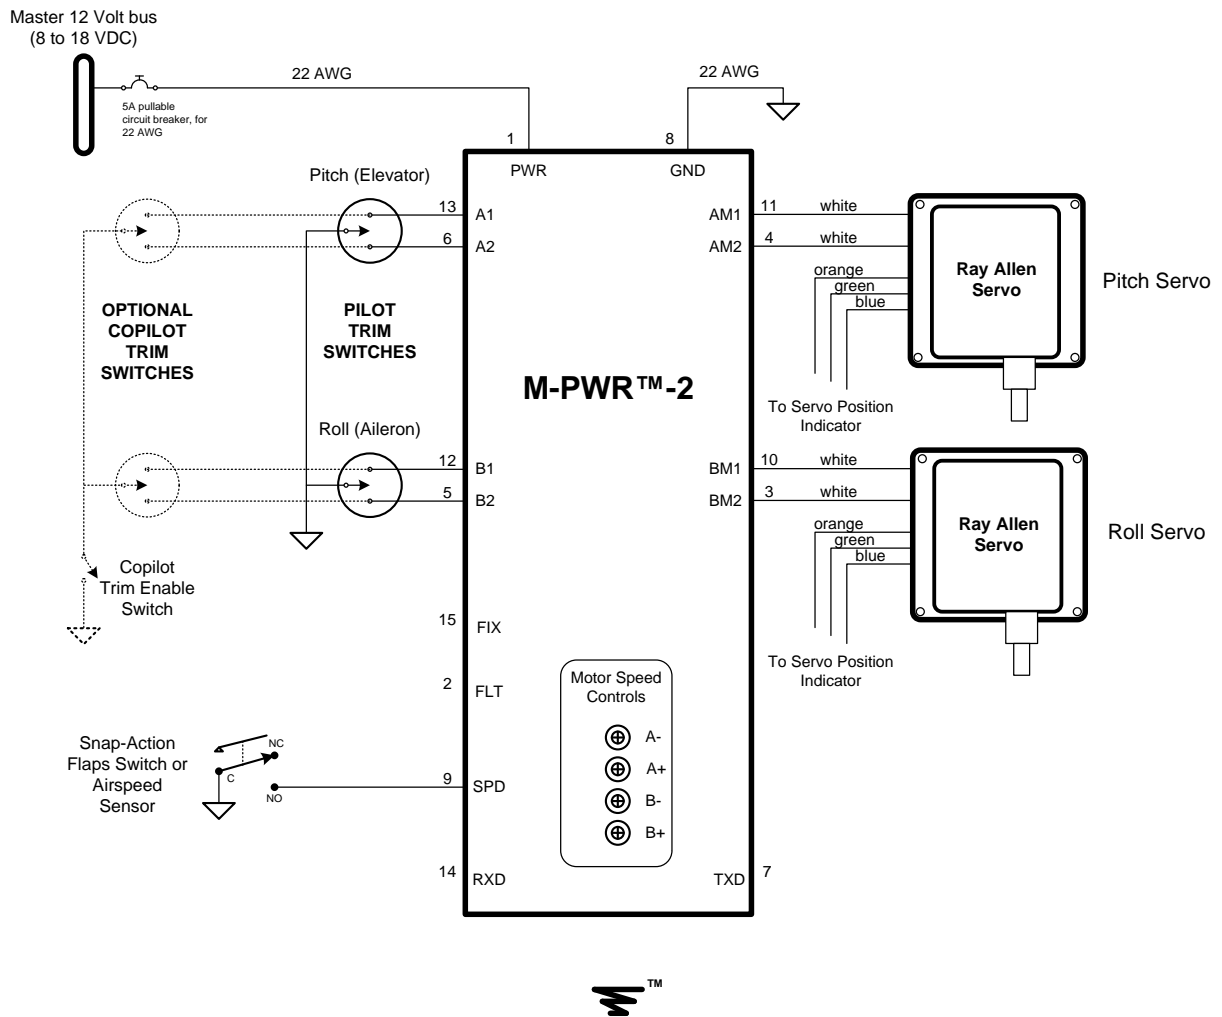 Master 12 Volt bus
(8 to 18 VDC)
22 AWG
22 AWG
5A pullable
circuit breaker, for
22 AWG
1
8
PWR
GND
Pitch (Elevator)
13
A1
6
A2
AM1
11
white
AM2
4
white
orange
green
blue
Ray Allen
Servo
Pitch Servo
OPTIONAL
COPILOT
TRIM
SWITCHES
PILOT
TRIM
SWITCHES
M-PWR™-2
To Servo Position
Indicator
Roll (Aileron)
12
B1
5
B2
BM1
10
white
BM2
3
white
orange
green
blue
Ray Allen
Servo
Roll Servo
Copilot
Trim Enable
Switch
15
FIX
To Servo Position
Indicator
2
FLT
Motor Speed
Controls
A-
A+
B-
B+
Snap-Action
Flaps Switch or
Airspeed
Sensor
NC
C
NO
9
SPD
14
RXD
TXD
7
TM